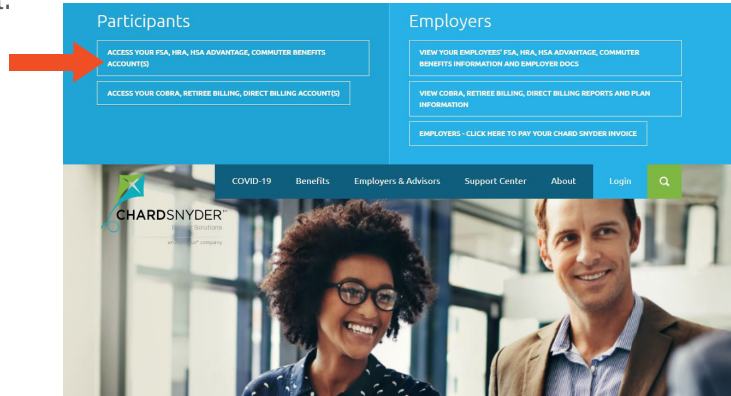 1.
Participants
ACCESS YOUR FSA, HRA, HSA ADVANTAGE, COMMUTER BENEFITS
ACCOUNT(S)
ACCESS YOUR COBRA, RETIREE BILLING, DIRECT BILLING ACCOUNT(S)
Employers
VIEW YOUR EMPLOYEES' FSA, HRA, HSA ADVANTAGE, COMMUTER
BENEFITS INFORMATION AND EMPLOYER DOCS
VIEW COBRA, RETIREE BILLING, DIRECT BILLING REPORTS AND PLAN
INFORMATION
EMPLOYERS - CLICK HERE TO PAY YOUR CHARD SNYDER INVOICE
COVID-19 Benefits Employers & Advisors Support Center About Login
CHARDSNYDER
Solutions
company